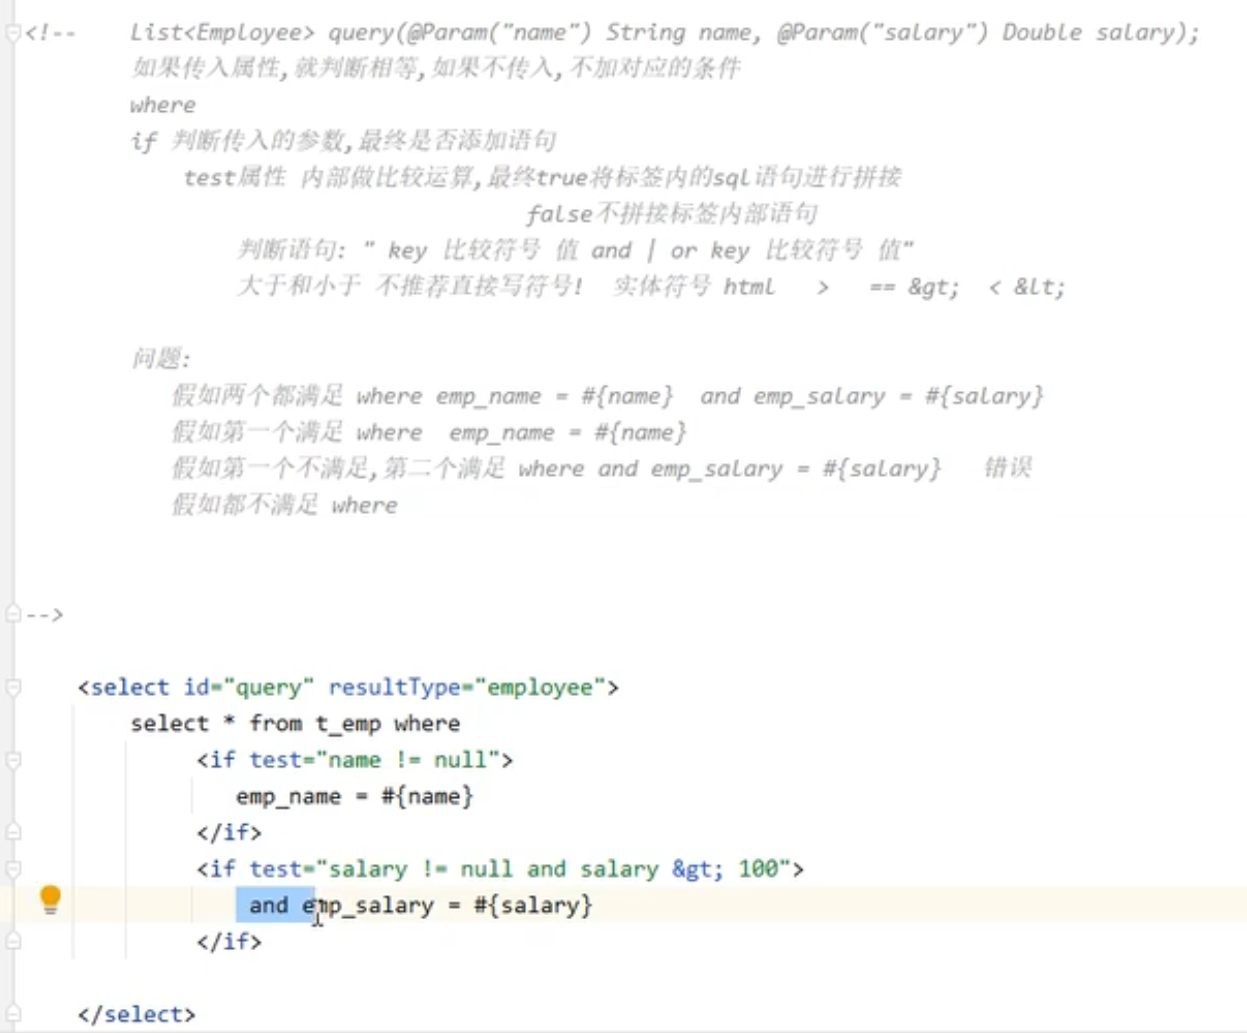 <!-- List<Employee> query(@Param("name") String name, @Param("salary") Double salary);
如果传入属性,就判断相等,如果不传入,不加对应的条件
where
if 判断传入的参数,最终是否添加语句
test属性 内部做比较运算,最终true将标签内的sql语句进行拼接
false不拼接标签内部语句
判断语句: " key 比较符号 值 and | or key 比较符号 值"
大于和小于 不推荐直接写符号! 实体符号 html > == &gt; < &lt;
问题:
假如两个都满足 where emp_name = #{name} and emp_salary = #{salary}
假如第一个满足 where emp_name = #{name}
假如第一个不满足,第二个满足 where and emp_salary = #{salary} 错误
假如都不满足 where
-->
<select id="query" resultType="employee">
select * from t_emp where
<if test="name != null">
emp_name = #{name}
</if>
<if test="salary != null and salary &gt; 100">
and emp_salary = #{salary}
</if>
</select>